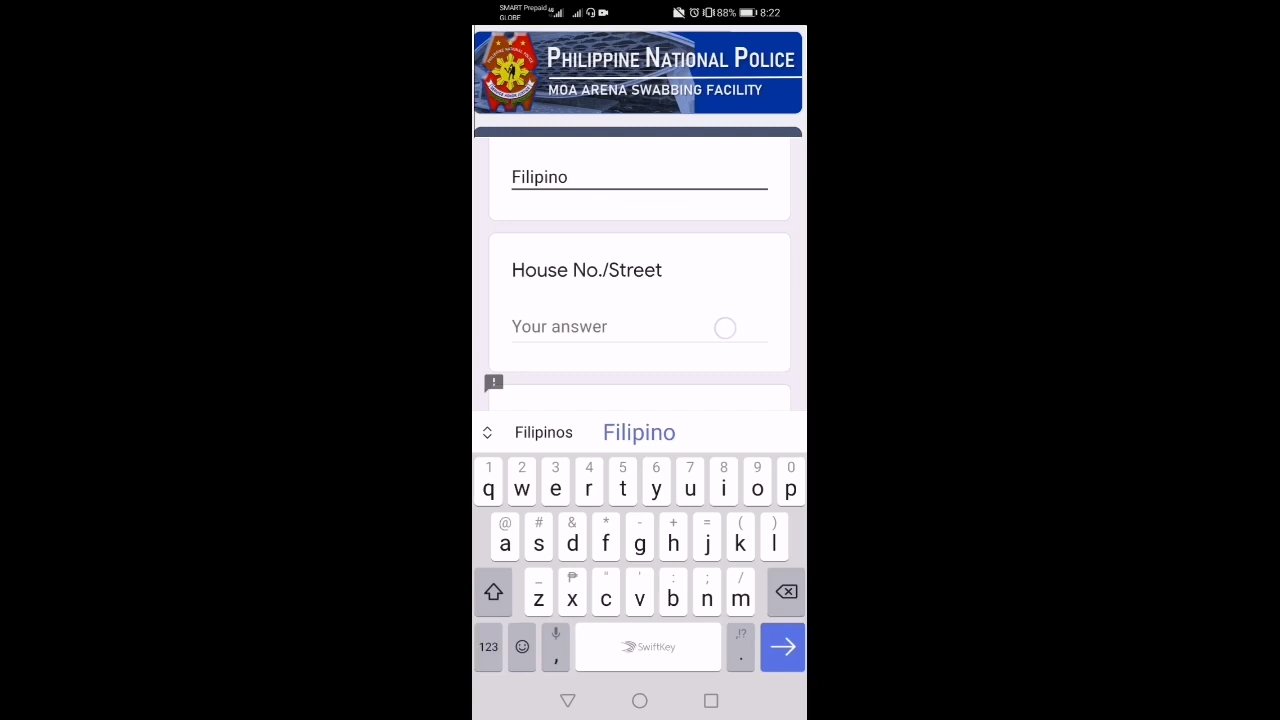 SMART Prepaid 4G
GLOBE
88% 8:22
PHILIPPINE NATIONAL POLICE
MOA ARENA SWABBING FACILITY
Filipino
House No./Street
Your answer
Filipinos Filipino
1 2 3 4 5 6 7 8 9 0
q w e r t y u i o p
@ # & * - + = ( )
a s d f g h j k l
_ ₱ " ' : ; /
z x c v b n m
,!?
123 , SwiftKey .